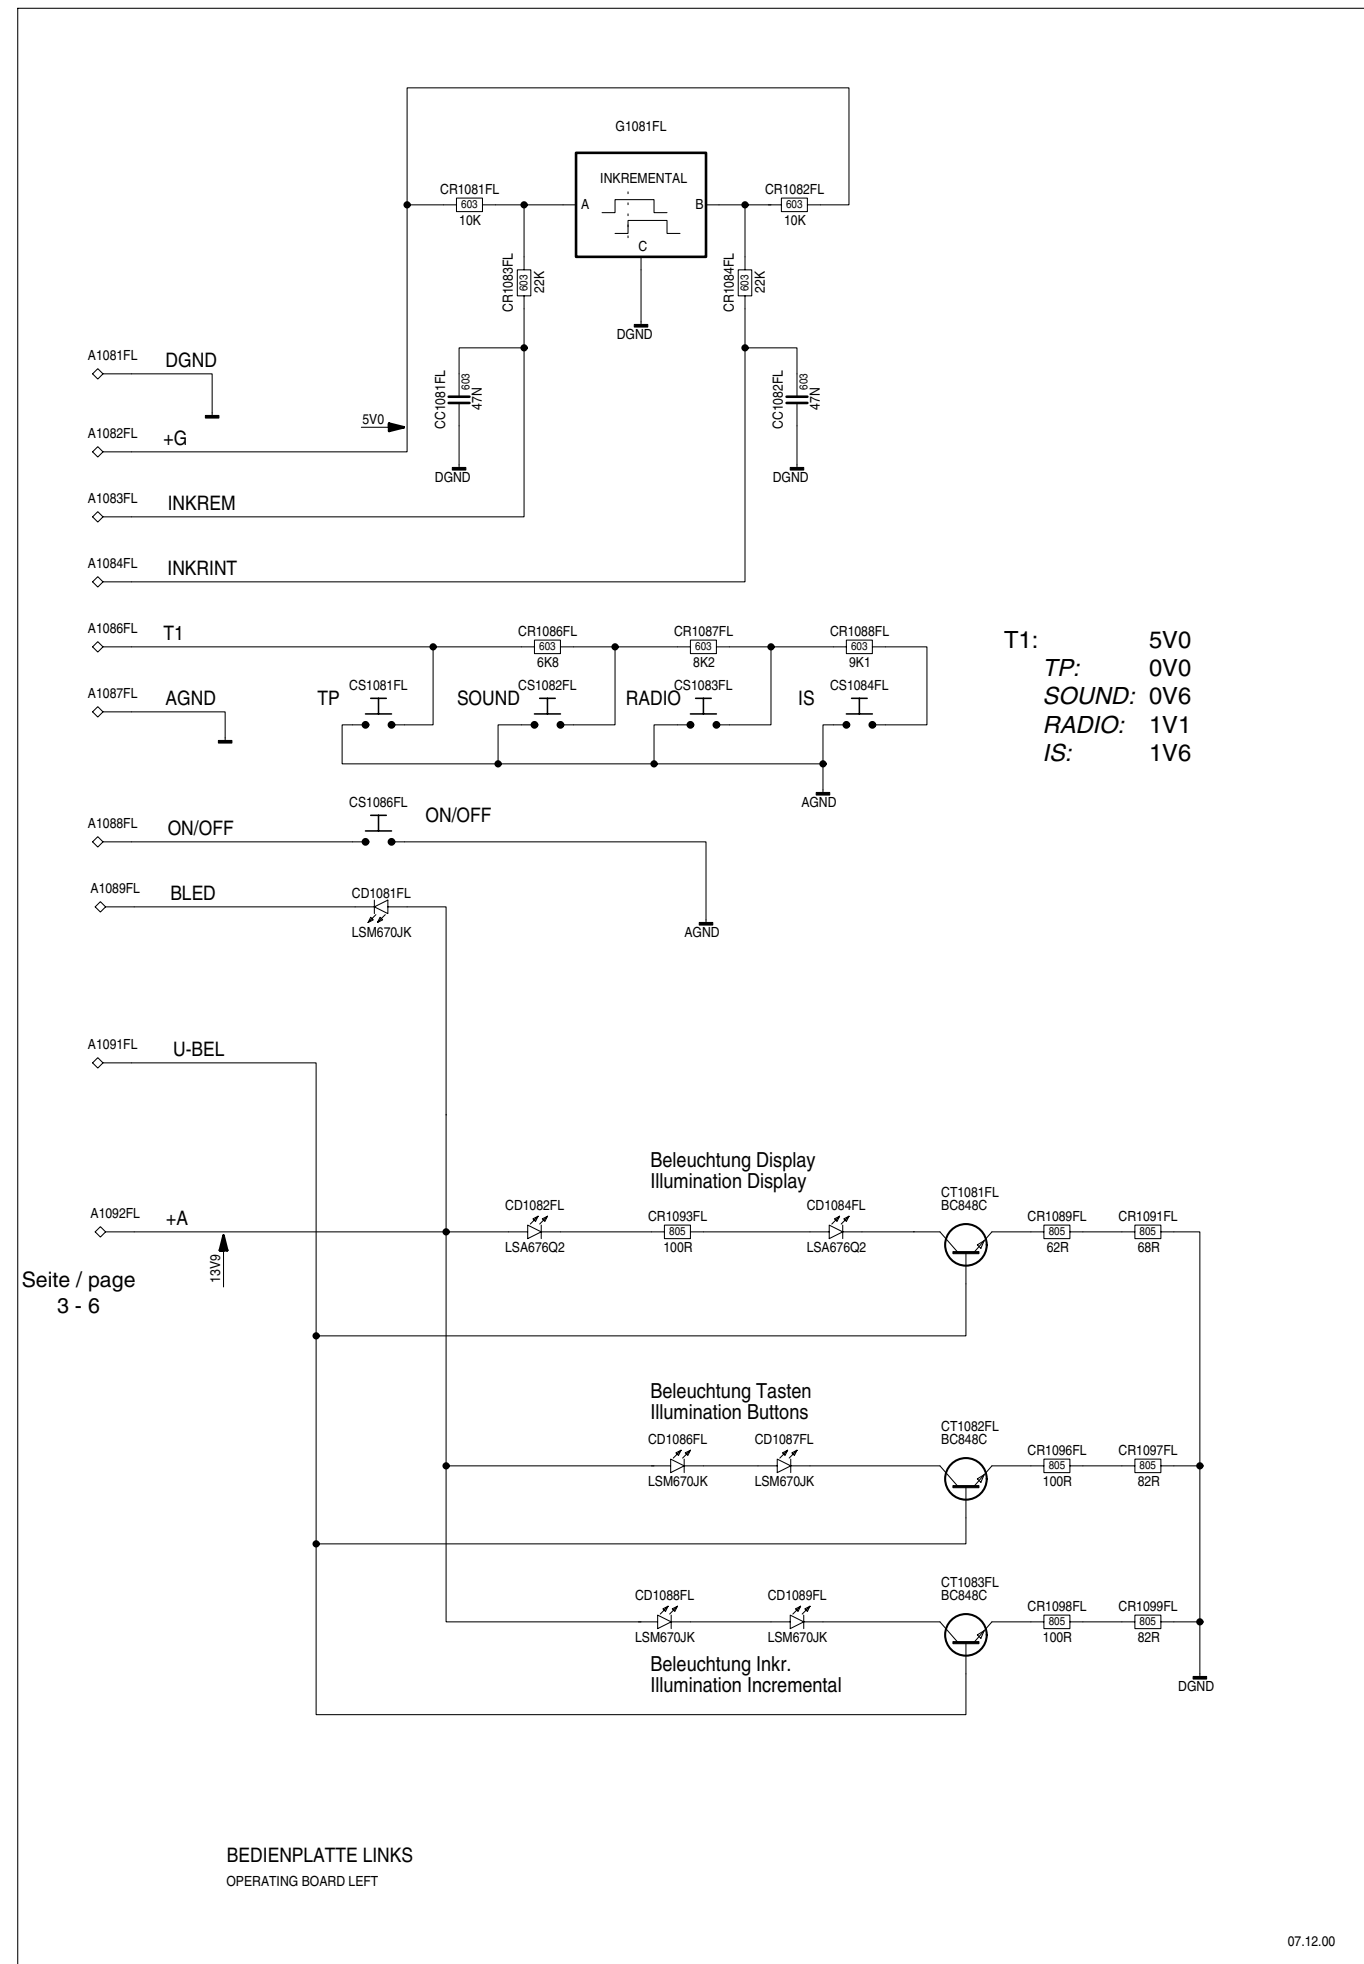 G1081FL
INKREMENTAL
A
B
C
CR1081FL
603
10K
CR1082FL
603
10K
CR1083FL
603
22K
CR1084FL
603
22K
DGND
A1081FL DGND
CC1081FL
603
47N
CC1082FL
603
47N
5V0
A1082FL +G
DGND
DGND
A1083FL INKREM
A1084FL INKRINT
A1086FL T1
CR1086FL
603
6K8
CR1087FL
603
8K2
CR1088FL
603
9K1
A1087FL AGND
TP CS1081FL
SOUND CS1082FL
RADIO CS1083FL
IS CS1084FL
AGND
T1: 5V0
TP: 0V0
SOUND: 0V6
RADIO: 1V1
IS: 1V6
CS1086FL
A1088FL ON/OFF
ON/OFF
A1089FL BLED
CD1081FL
LSM670JK
AGND
A1091FL U-BEL
Beleuchtung Display
Illumination Display
A1092FL +A
13V9
Seite / page
3 - 6
CD1082FL
LSA676Q2
CR1093FL
805
100R
CD1084FL
LSA676Q2
CT1081FL
BC848C
CR1089FL
805
62R
CR1091FL
805
68R
Beleuchtung Tasten
Illumination Buttons
CD1086FL
LSM670JK
CD1087FL
LSM670JK
CT1082FL
BC848C
CR1096FL
805
100R
CR1097FL
805
82R
CD1088FL
LSM670JK
CD1089FL
LSM670JK
CT1083FL
BC848C
CR1098FL
805
100R
CR1099FL
805
82R
Beleuchtung Inkr.
Illumination Incremental
DGND
BEDIENPLATTE LINKS
OPERATING BOARD LEFT
07.12.00